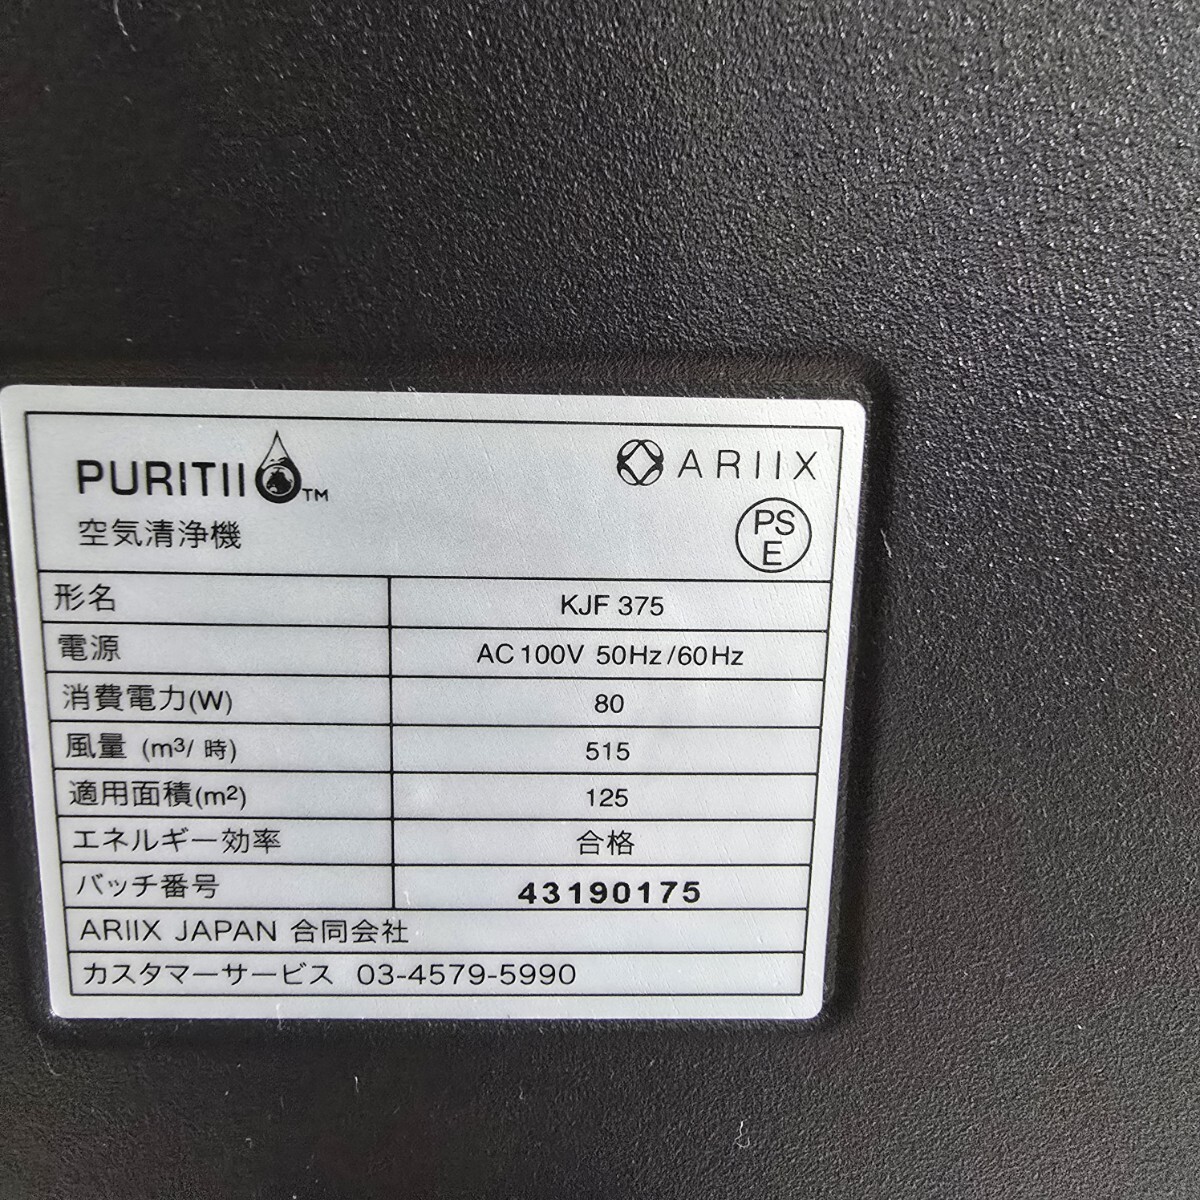 PURITII™
ARIIX
空気清浄機
PS
E
形名 KJF 375
電源 AC 100V 50Hz/60Hz
消費電力(W) 80
風量 (m³/ 時) 515
適用面積(m²) 125
エネルギー効率 合格
バッチ番号 43190175
ARIIX JAPAN 合同会社
カスタマーサービス 03-4579-5990